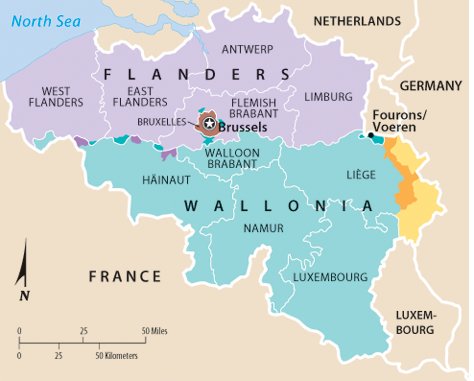 North Sea
NETHERLANDS
ANTWERP
FLANDERS
GERMANY
WEST
FLANDERS
EAST
FLANDERS
FLEMISH
BRABANT
LIMBURG
BRUXELLES
Brussels
Fourons/
Voeren
WALLOON
BRABANT
HÄINAUT
LIÈGE
WALLONIA
NAMUR
FRANCE
LUXEMBOURG
N
LUXEM-
BOURG
0 25 50 Miles
0 25 50 Kilometers